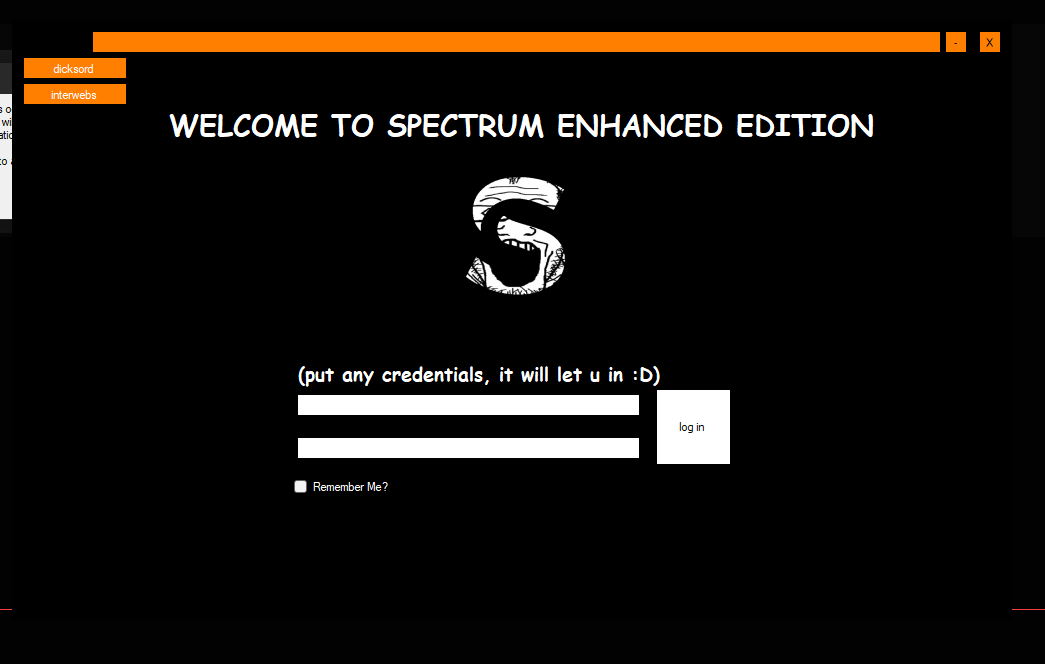 - X
dicksord
interwebs
WELCOME TO SPECTRUM ENHANCED EDITION
S
(put any credentials, it will let u in :D)
log in
Remember Me?